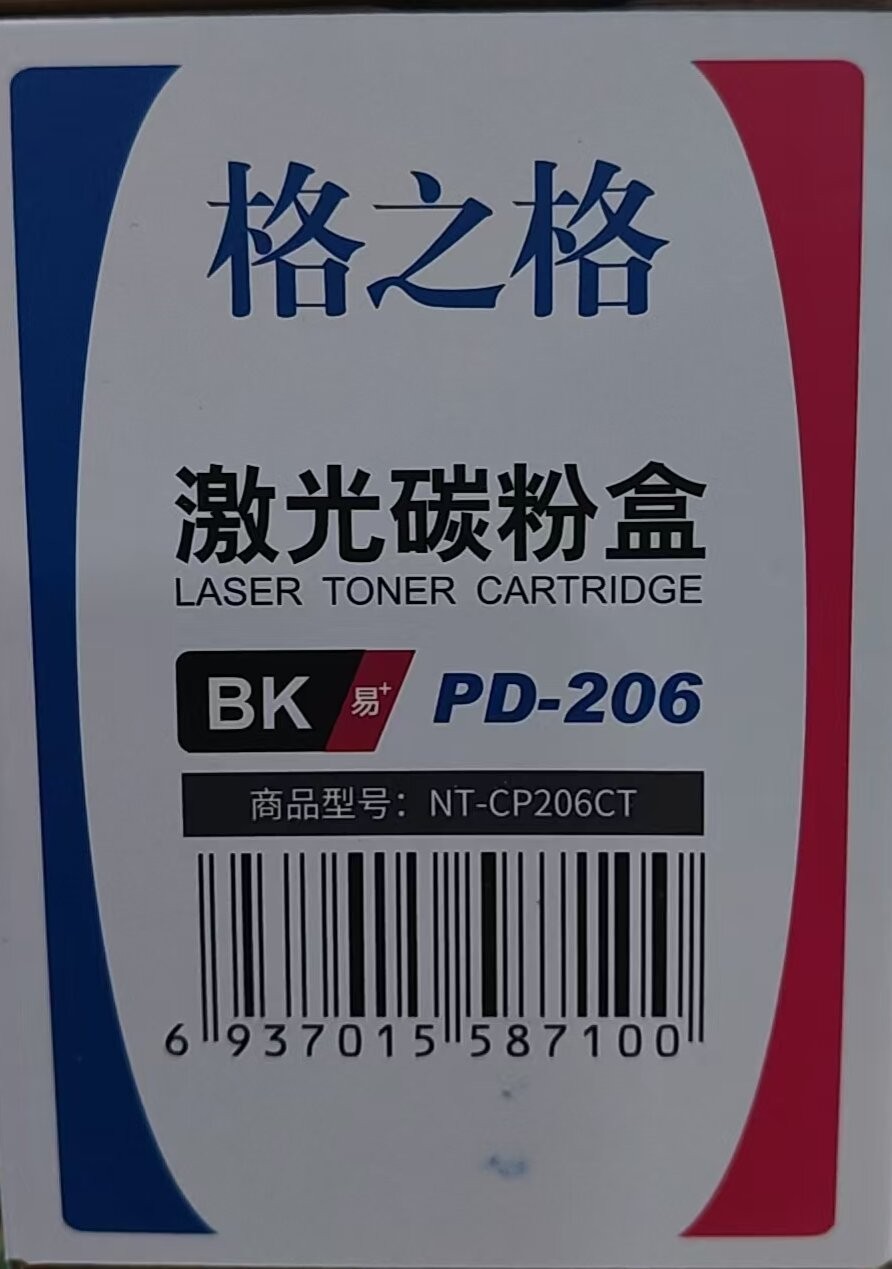 格之格
激光碳粉盒
LASER TONER CARTRIDGE
BK 易+ PD-206
商品型号：NT-CP206CT
6 937015 587100